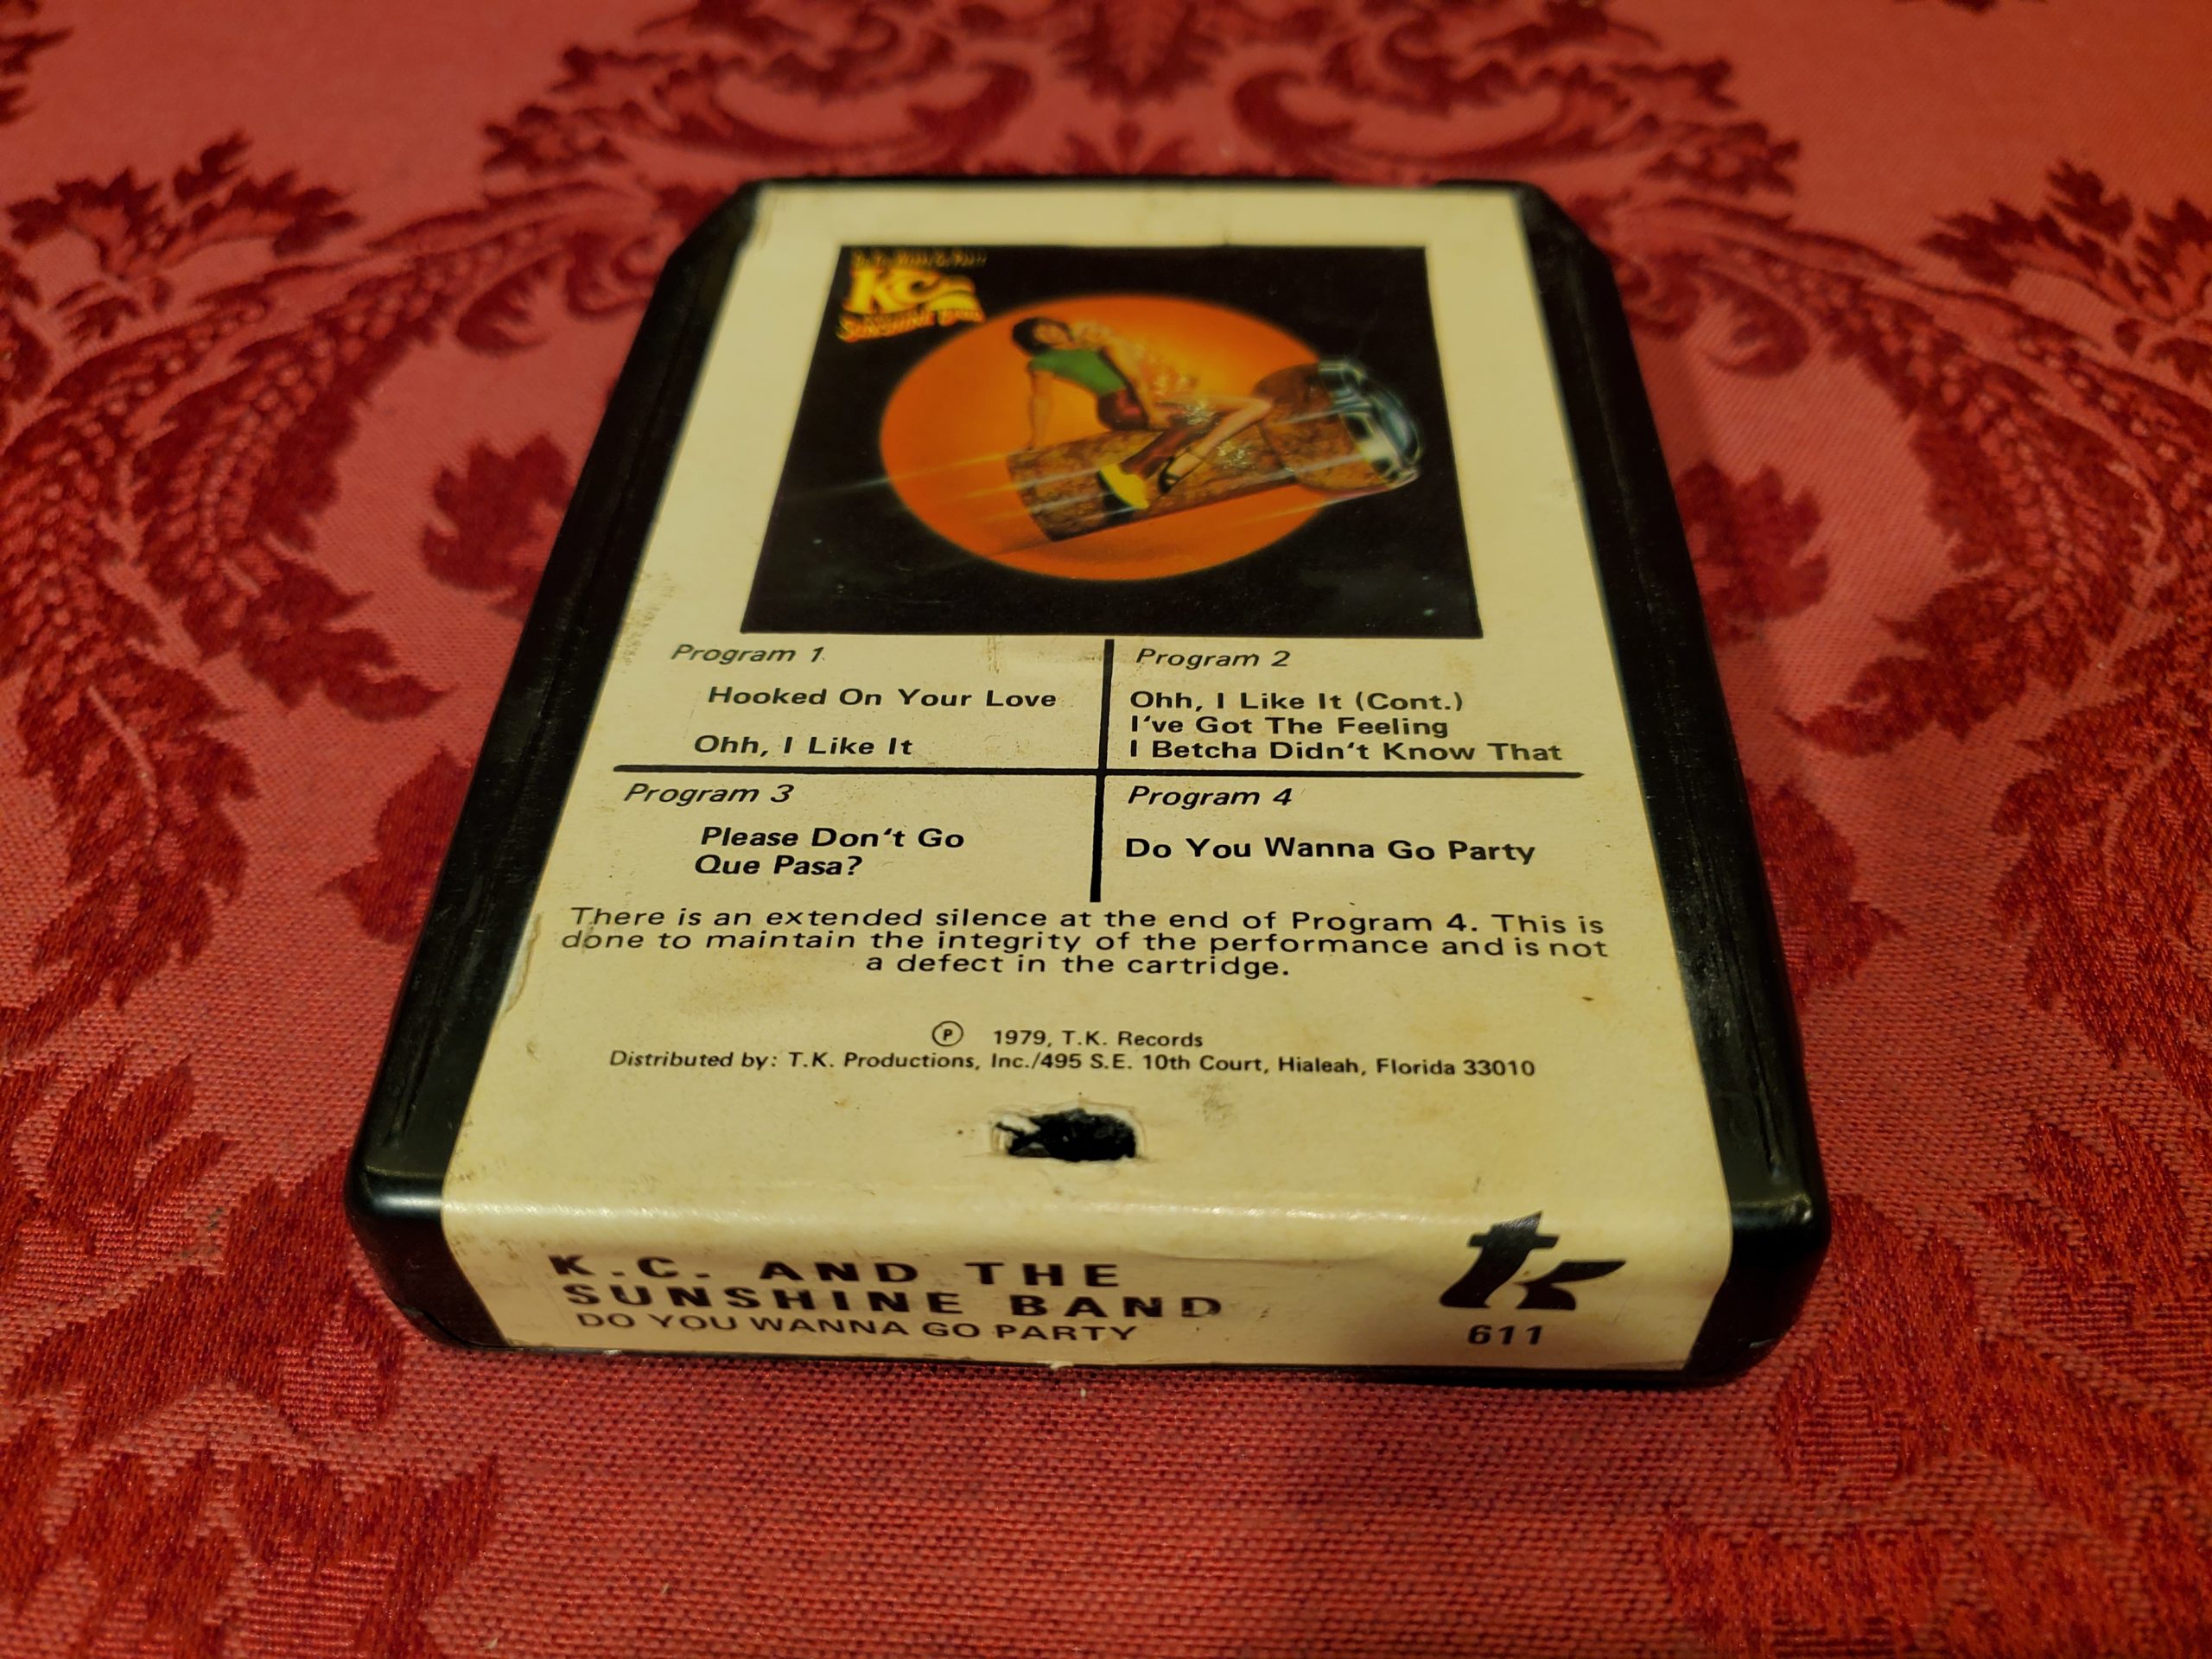 KC
Sunshine Band
Program 1
Hooked On Your Love
Ohh, I Like It
Program 2
Ohh, I Like It (Cont.)
I've Got The Feeling
I Betcha Didn't Know That
Program 3
Please Don't Go
Que Pasa?
Program 4
Do You Wanna Go Party
There is an extended silence at the end of Program 4. This is
done to maintain the integrity of the performance and is not
a defect in the cartridge.
Ⓟ 1979, T.K. Records
Distributed by: T.K. Productions, Inc./495 S.E. 10th Court, Hialeah, Florida 33010
K.C. AND THE
SUNSHINE BAND
DO YOU WANNA GO PARTY
tk
611